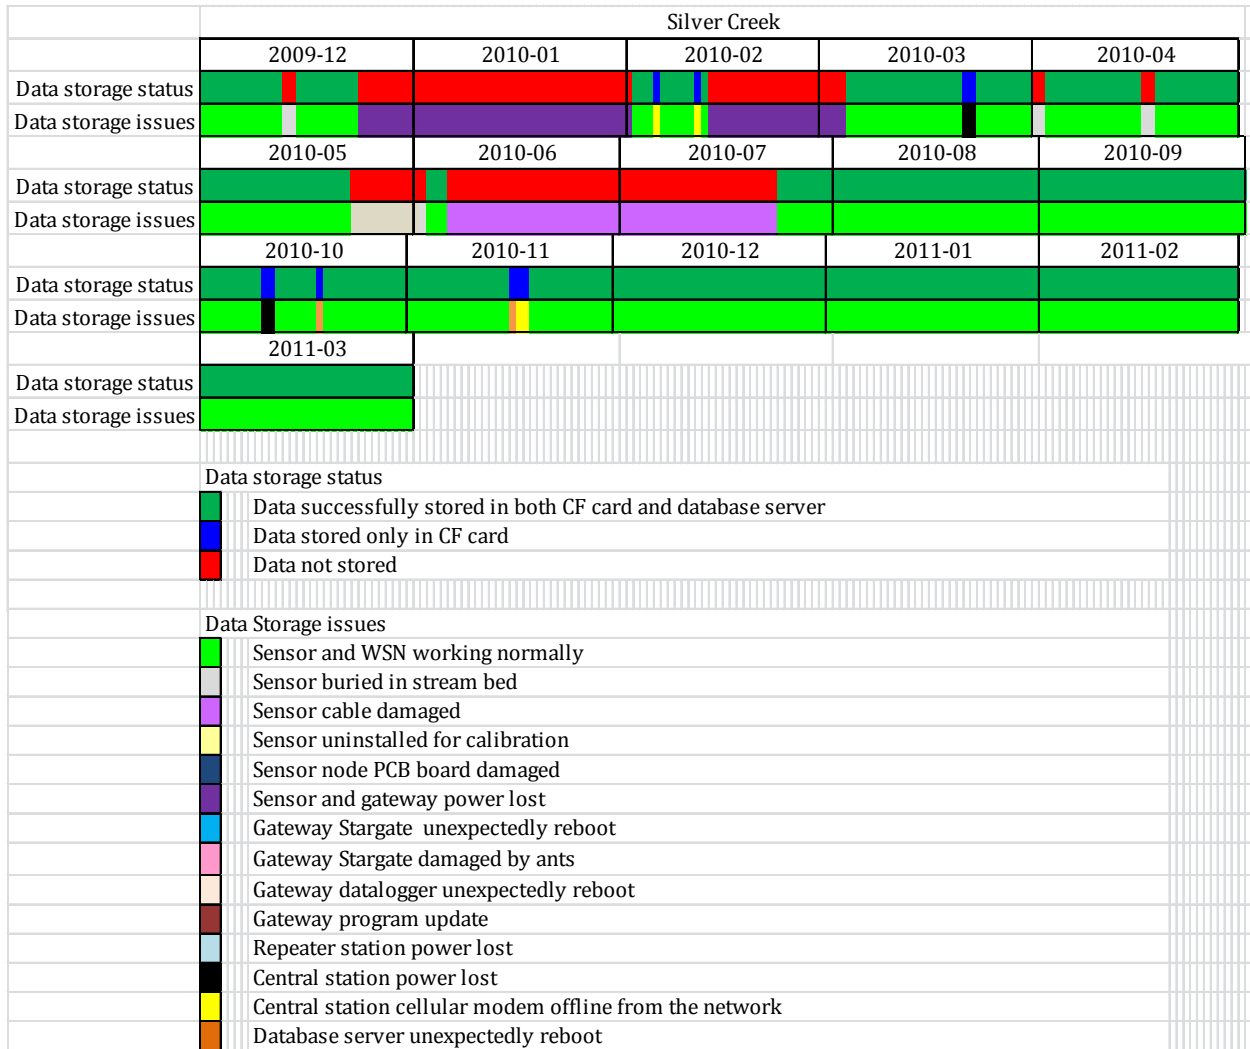 Silver Creek
2009-12 2010-01 2010-02 2010-03 2010-04
Data storage status
Data storage issues
2010-05 2010-06 2010-07 2010-08 2010-09
Data storage status
Data storage issues
2010-10 2010-11 2010-12 2011-01 2011-02
Data storage status
Data storage issues
2011-03
Data storage status
Data storage issues
Data storage status
Data successfully stored in both CF card and database server
Data stored only in CF card
Data not stored
Data Storage issues
Sensor and WSN working normally
Sensor buried in stream bed
Sensor cable damaged
Sensor uninstalled for calibration
Sensor node PCB board damaged
Sensor and gateway power lost
Gateway Stargate unexpectedly reboot
Gateway Stargate damaged by ants
Gateway datalogger unexpectedly reboot
Gateway program update
Repeater station power lost
Central station power lost
Central station cellular modem offline from the network
Database server unexpectedly reboot